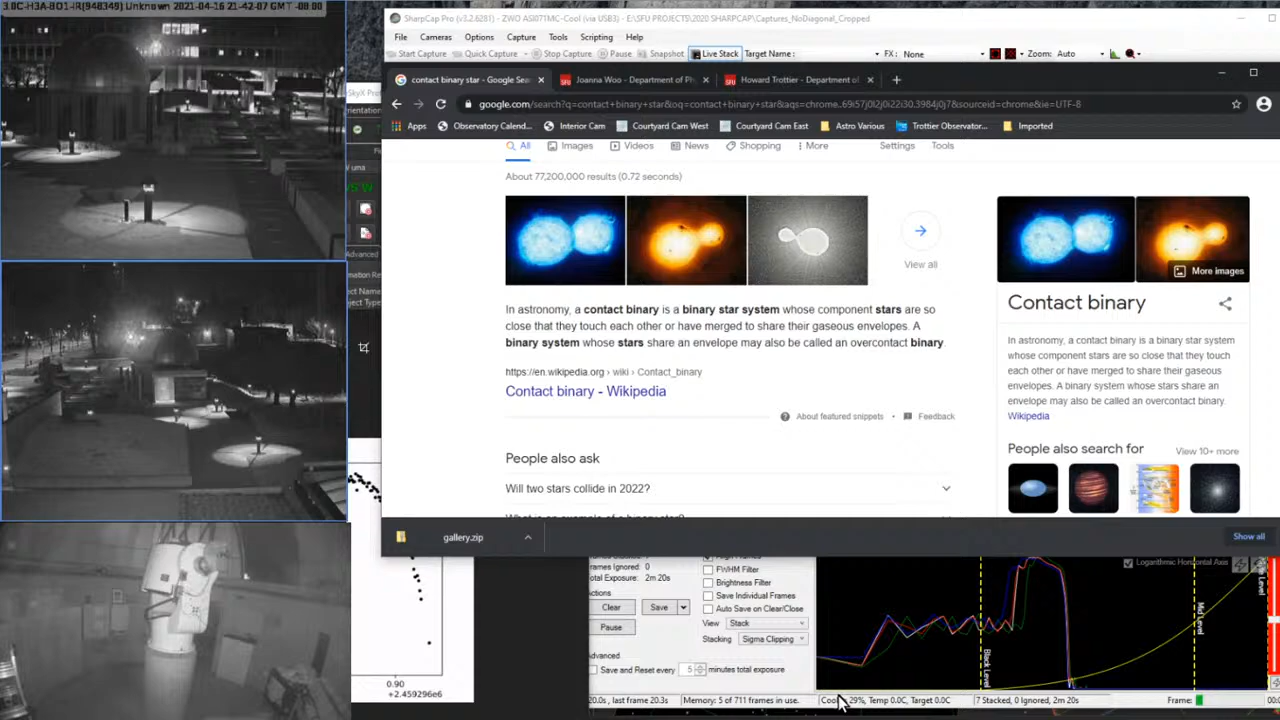 SharpCap Pro (v3.2.6281) - ZWO ASI071MC-Cool (via USB3) - E:\SFU PROJECTS\2020 SHARPCAP\Captures_NoDiagonal_Cropped
File Cameras Options Capture Tools Scripting Help
Start Capture Quick Capture Stop Capture Pause Snapshot Live Stack Target Name : FX : None Zoom: Auto
contact binary star - Google Sea
Joanna Woo - Department of Ph
Howard Trottier - Department of
google.com/search?q=contact+binary+star&oq=contact+binary+star&aqs=chrome..69i57j0l2j0i22i30.3984j0j7&sourceid=chrome&ie=UTF-8
Apps Observatory Calend... Interior Cam Courtyard Cam West Courtyard Cam East Astro Various Trottier Observator... Imported
All Images Videos News Shopping More Settings Tools
About 77,200,000 results (0.72 seconds)
View all
More images
In astronomy, a contact binary is a binary star system whose component stars are so
close that they touch each other or have merged to share their gaseous envelopes. A
binary system whose stars share an envelope may also be called an overcontact binary.
https://en.wikipedia.org › wiki › Contact_binary
Contact binary - Wikipedia
About featured snippets • Feedback
People also ask
Will two stars collide in 2022?
Contact binary
In astronomy, a contact binary is a binary star system
whose component stars are so close that they touch
each other or have merged to share their gaseous
envelopes. A binary system whose stars share an
envelope may also be called an overcontact binary.
Wikipedia
People also search for View 10+ more
gallery.zip
Show all
Frames Ignored: 0
Total Exposure: 2m 20s
Actions
Clear Save
Pause
Advanced
Save and Reset every 5 minutes total exposure
FWHM Filter
Brightness Filter
Save Individual Frames
Auto Save on Clear/Close
View Stack
Stacking Sigma Clipping
Logarithmic Horizontal Axis
Black Level
Mid Level
0.90
+2.459296e6
20.0s, last frame 20.3s Memory: 5 of 711 frames in use. 29%, Temp 0.0C, Target 0.0C 7 Stacked, 0 Ignored, 2m 20s Frame: